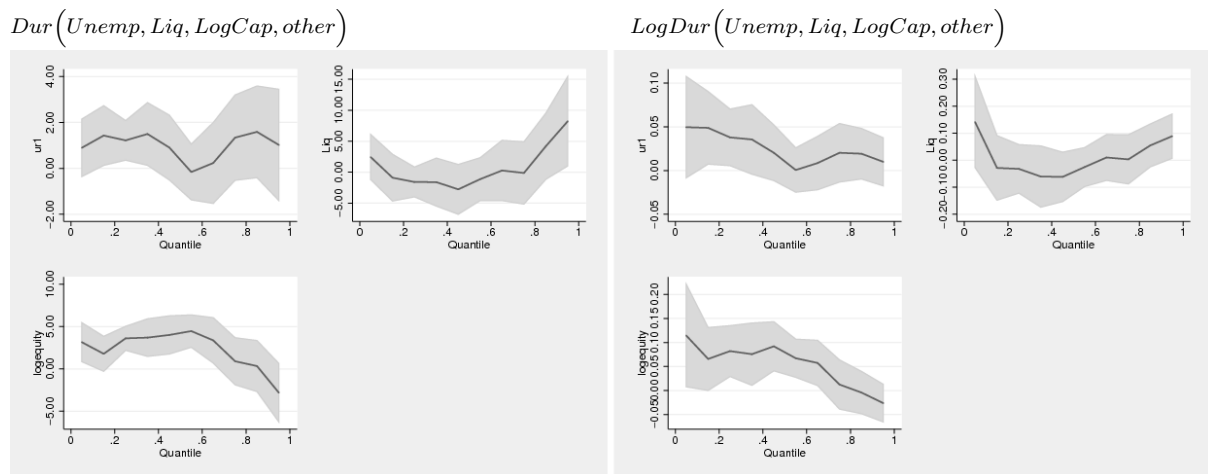 Dur(Unemp, Liq, LogCap, other)
ur1
−2.00 0.00 2.00 4.00
0 .2 .4 .6 .8 1
Quantile
Liq
−5.00 0.00 5.00 10.00 15.00
0 .2 .4 .6 .8 1
Quantile
logequity
−5.00 0.00 5.00 10.00
0 .2 .4 .6 .8 1
Quantile
LogDur(Unemp, Liq, LogCap, other)
ur1
−0.05 0.00 0.05 0.10
0 .2 .4 .6 .8 1
Quantile
Liq
−0.20 −0.10 0.00 0.10 0.20 0.30
0 .2 .4 .6 .8 1
Quantile
logequity
−0.05 0.00 0.05 0.10 0.15 0.20
0 .2 .4 .6 .8 1
Quantile